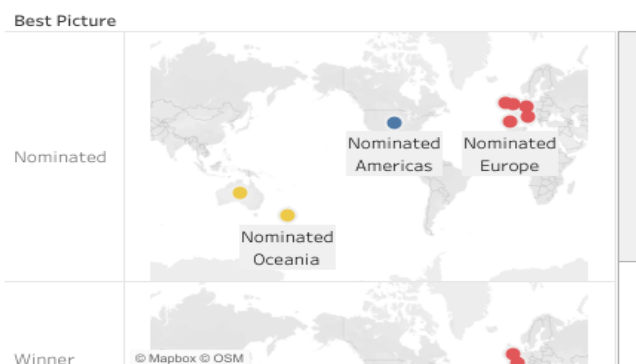 Best Picture
Nominated
Nominated
Americas
Nominated
Europe
Nominated
Oceania
Winner
© Mapbox © OSM